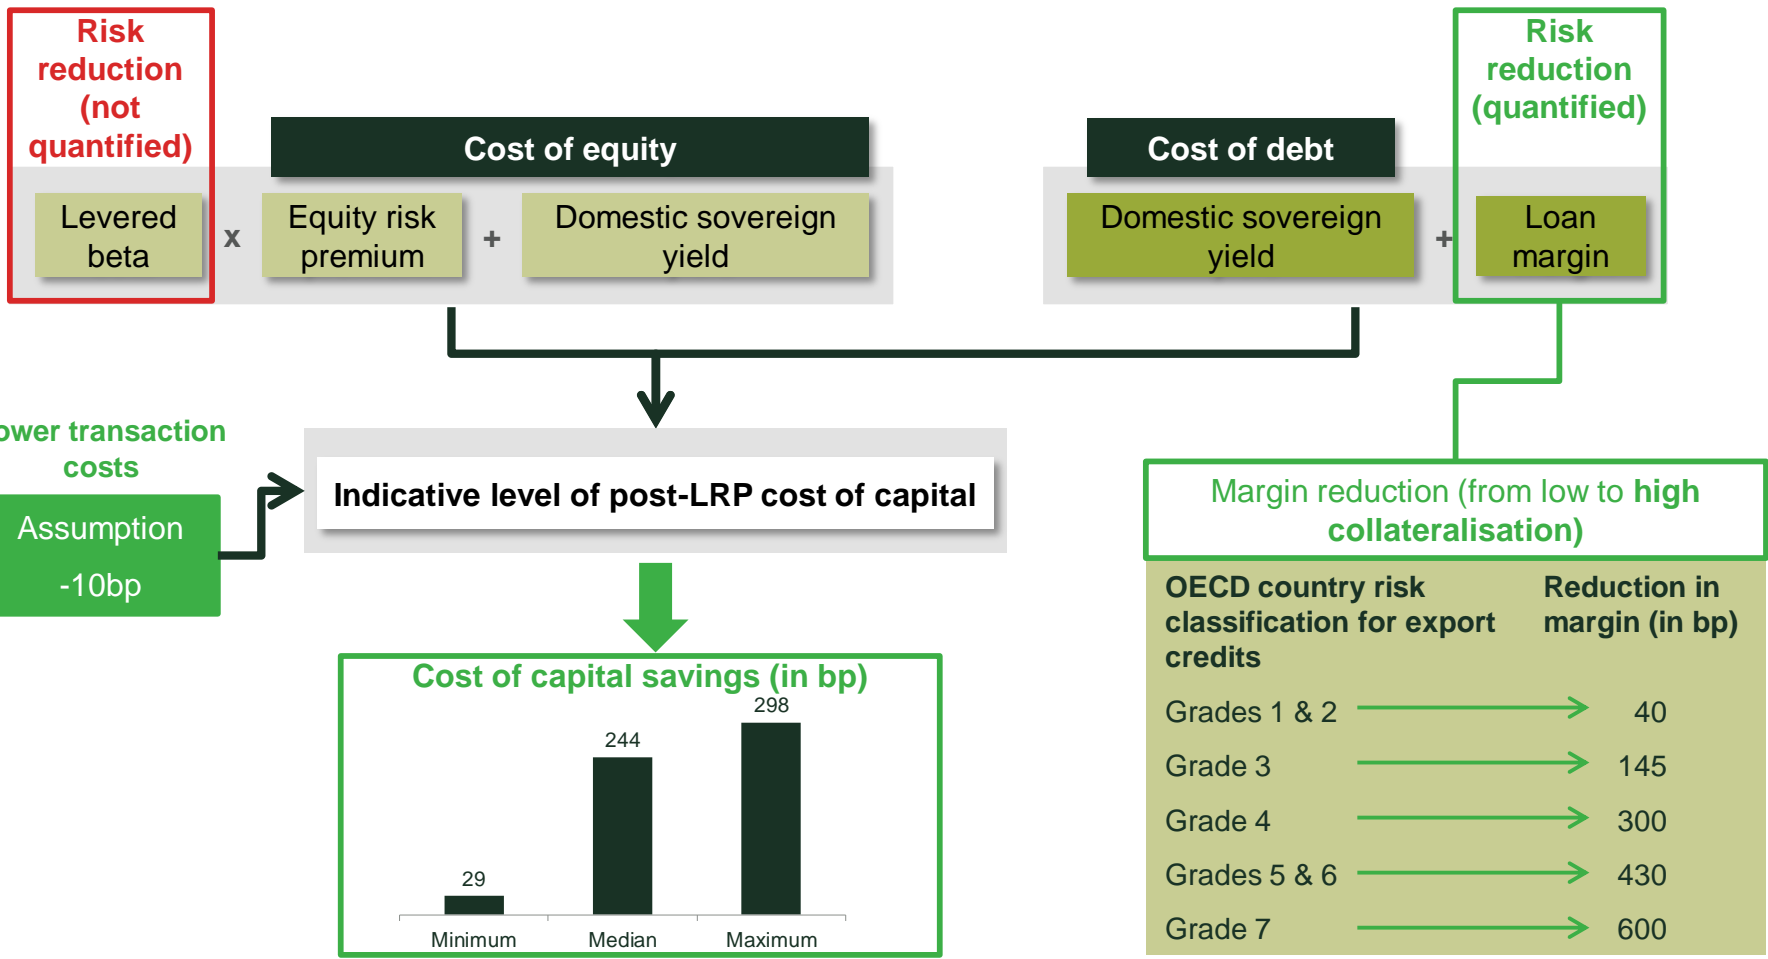 Risk
reduction
(not
quantified)
Risk
reduction
(quantified)
Cost of equity
Cost of debt
Levered
beta
x
Equity risk
premium
+
Domestic sovereign
yield
Domestic sovereign
yield
+
Loan
margin
ower transaction
costs
Assumption
-10bp
Indicative level of post-LRP cost of capital
Margin reduction (from low to high
collateralisation)
OECD country risk
classification for export
credits
Reduction in
margin (in bp)
Grades 1 & 2 40
Grade 3 145
Grade 4 300
Grades 5 & 6 430
Grade 7 600
Cost of capital savings (in bp)
298
244
29
Minimum Median Maximum